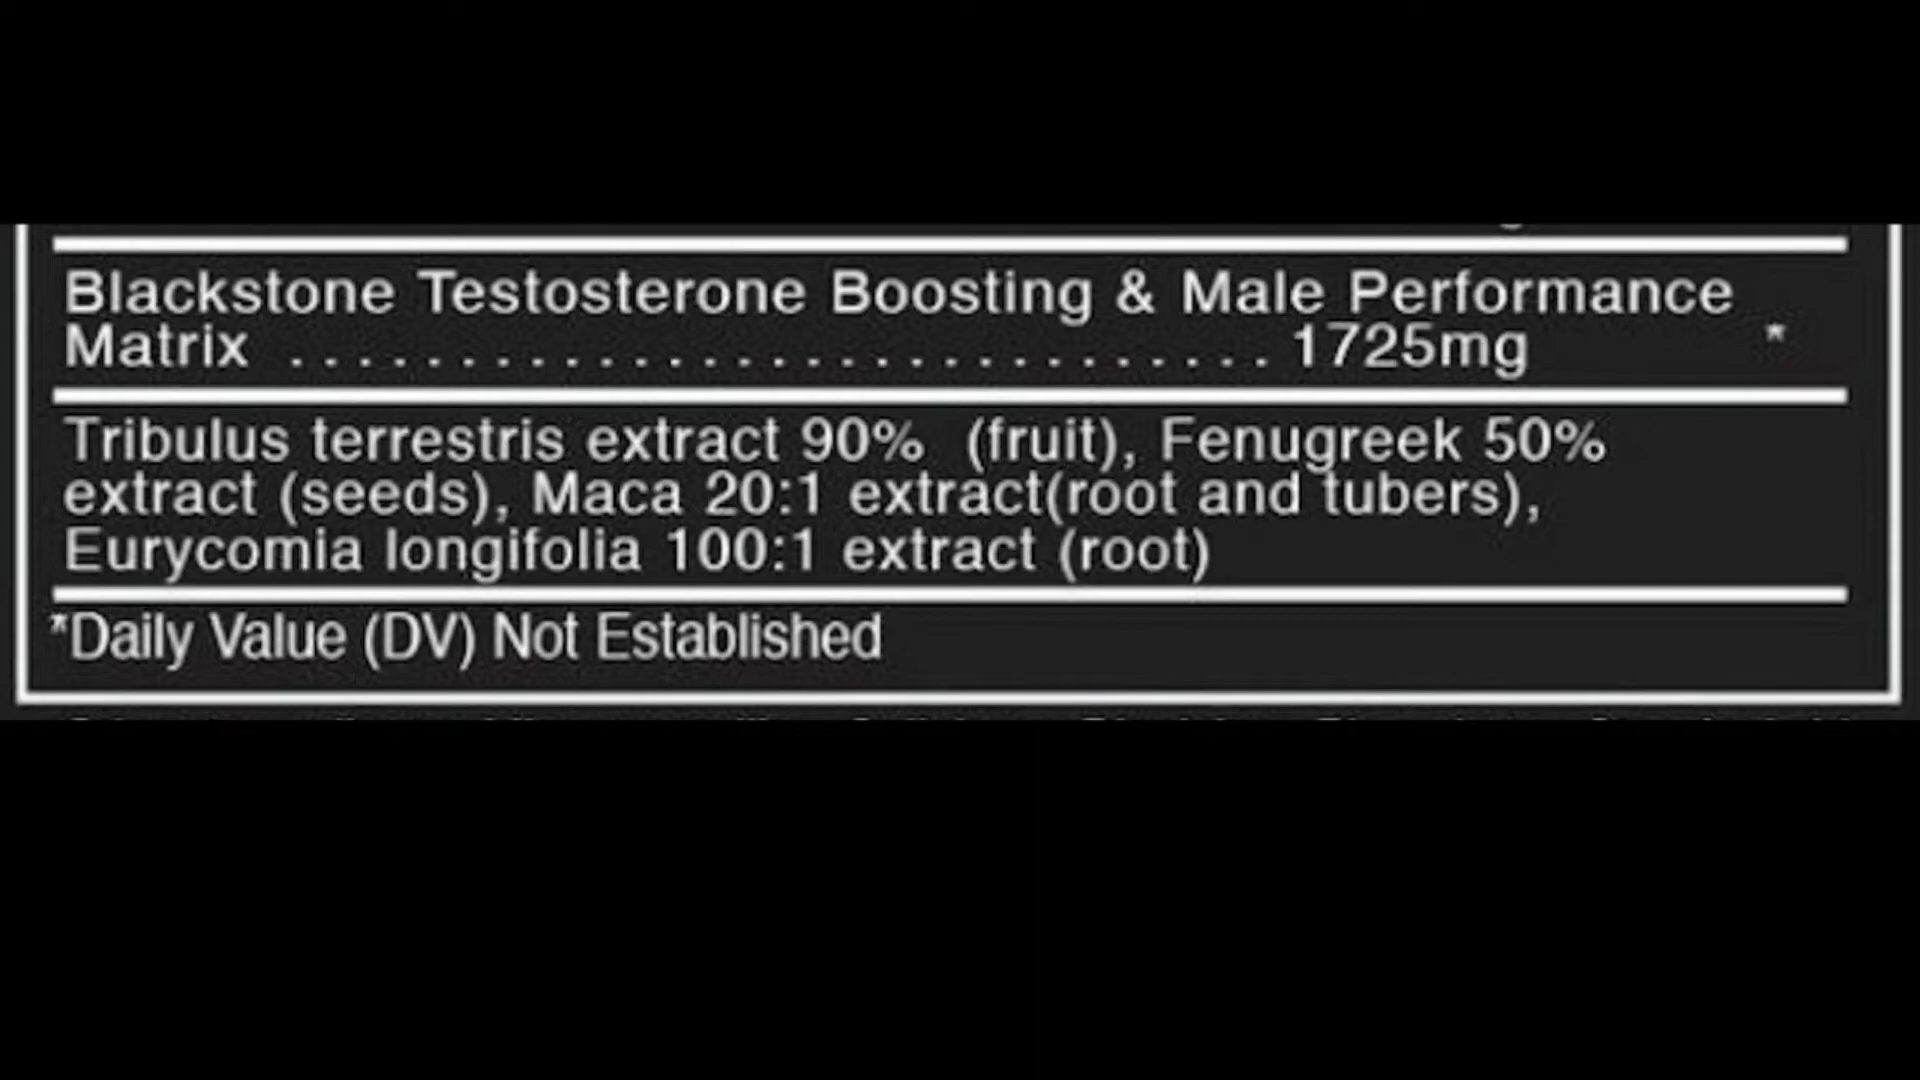 Blackstone Testosterone Boosting & Male Performance
Matrix ............................. 1725mg *
Tribulus terrestris extract 90% (fruit), Fenugreek 50%
extract (seeds), Maca 20:1 extract(root and tubers),
Eurycomia longifolia 100:1 extract (root)
*Daily Value (DV) Not Established